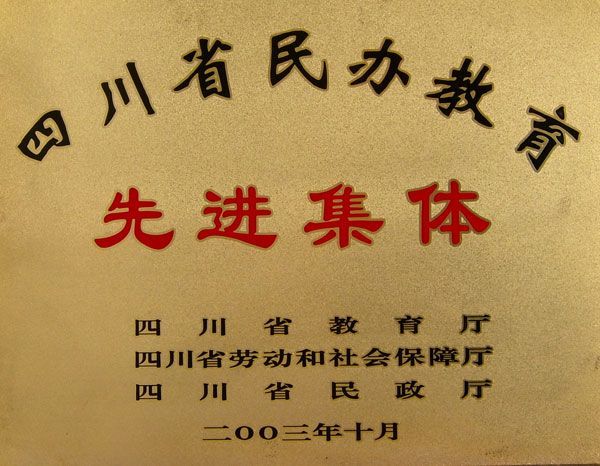 四川省民办教育
先进集体
四川省教育厅
四川省劳动和社会保障厅
四川省民政厅
二OO三年十月